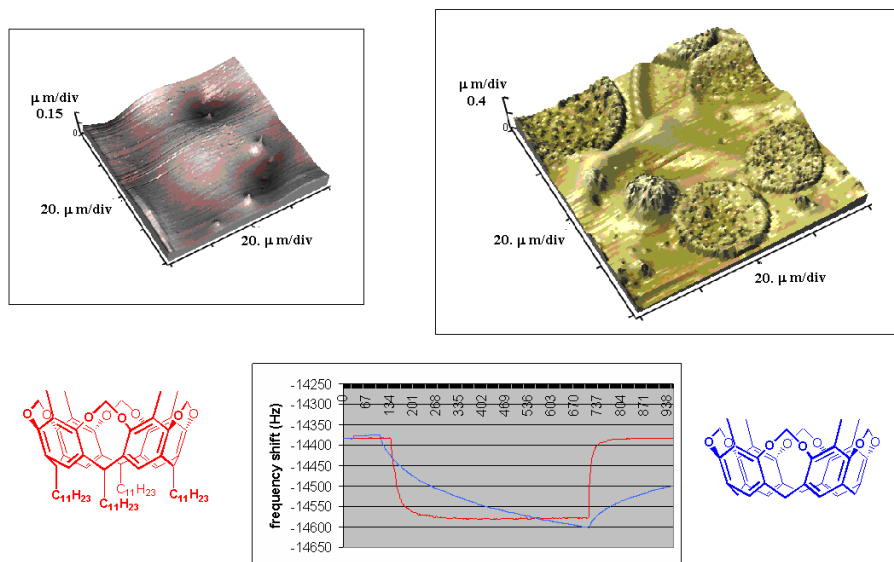 μ m/div
0.15
0
20. μ m/div
20. μ m/div
μ m/div
0.4
0
20. μ m/div
20. μ m/div
O O O O O O O O
C11H23
C11H23
C11H23
C11H23
frequency shift (Hz)
-14250
-14300
-14350
-14400
-14450
-14500
-14550
-14600
-14650
0 67 134 201 268 335 402 469 536 603 670 737 804 871 938
O O O O O O O O